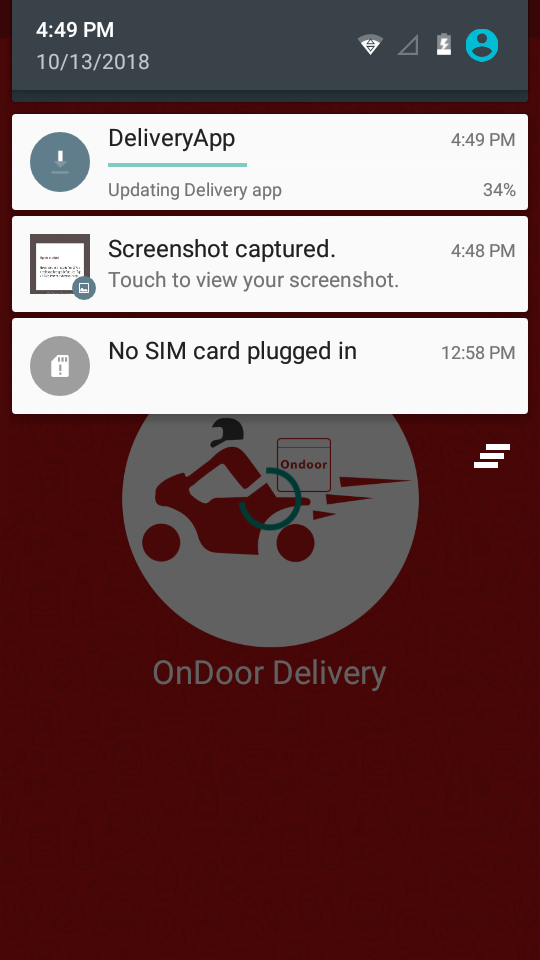 4:49 PM
10/13/2018
DeliveryApp 4:49 PM
Updating Delivery app 34%
Screenshot captured. 4:48 PM
Touch to view your screenshot.
No SIM card plugged in 12:58 PM
Ondoor
OnDoor Delivery